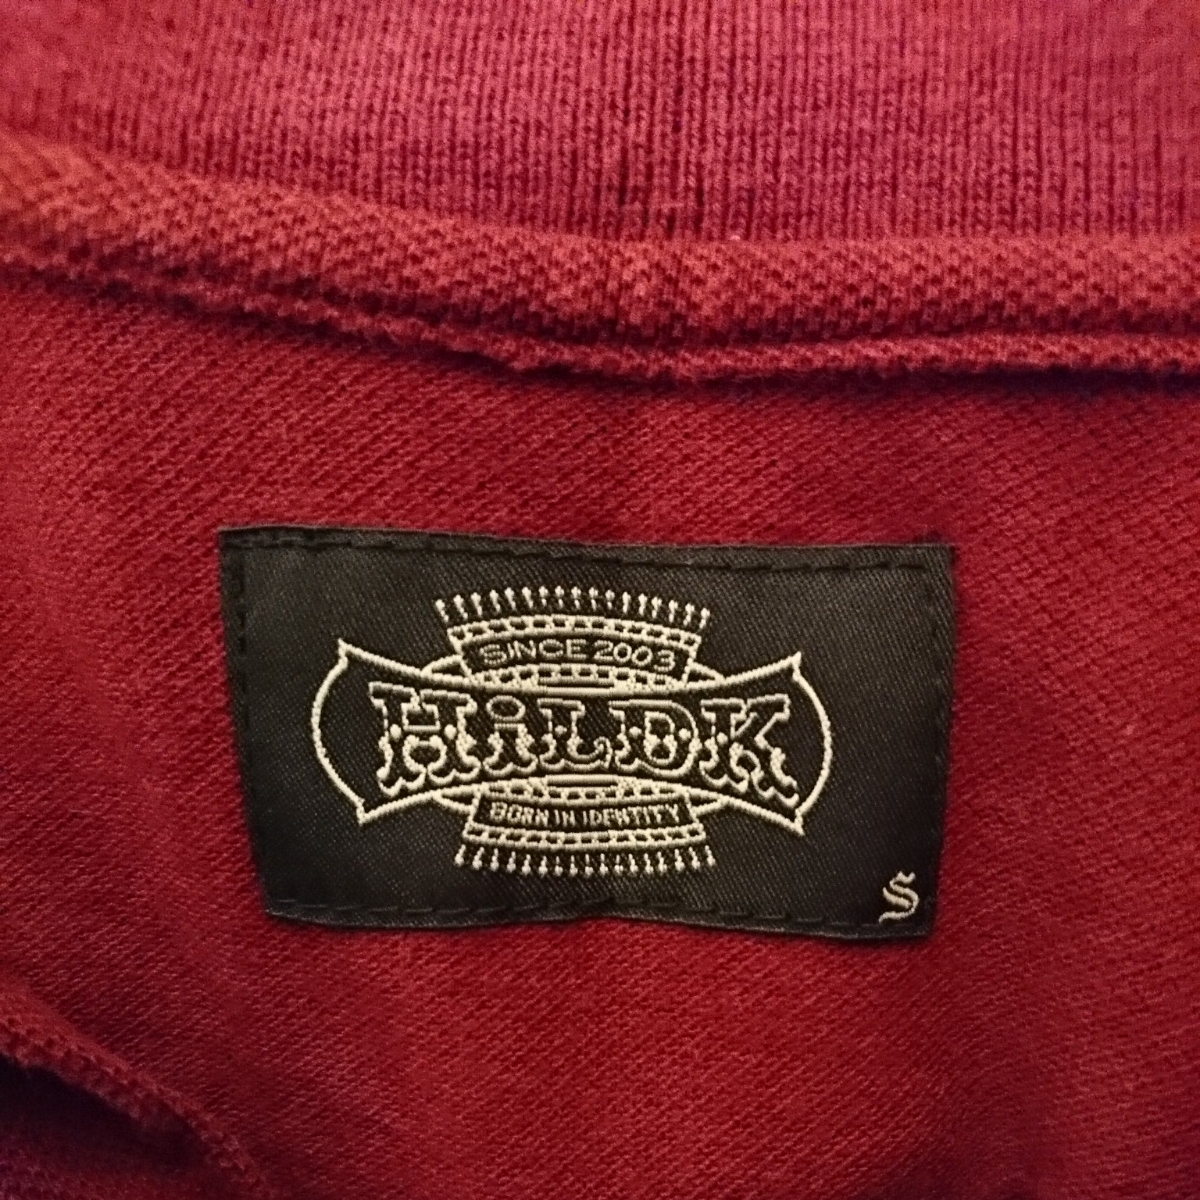 SINCE 2003
HiLDK
BORN IN IDENTITY
S